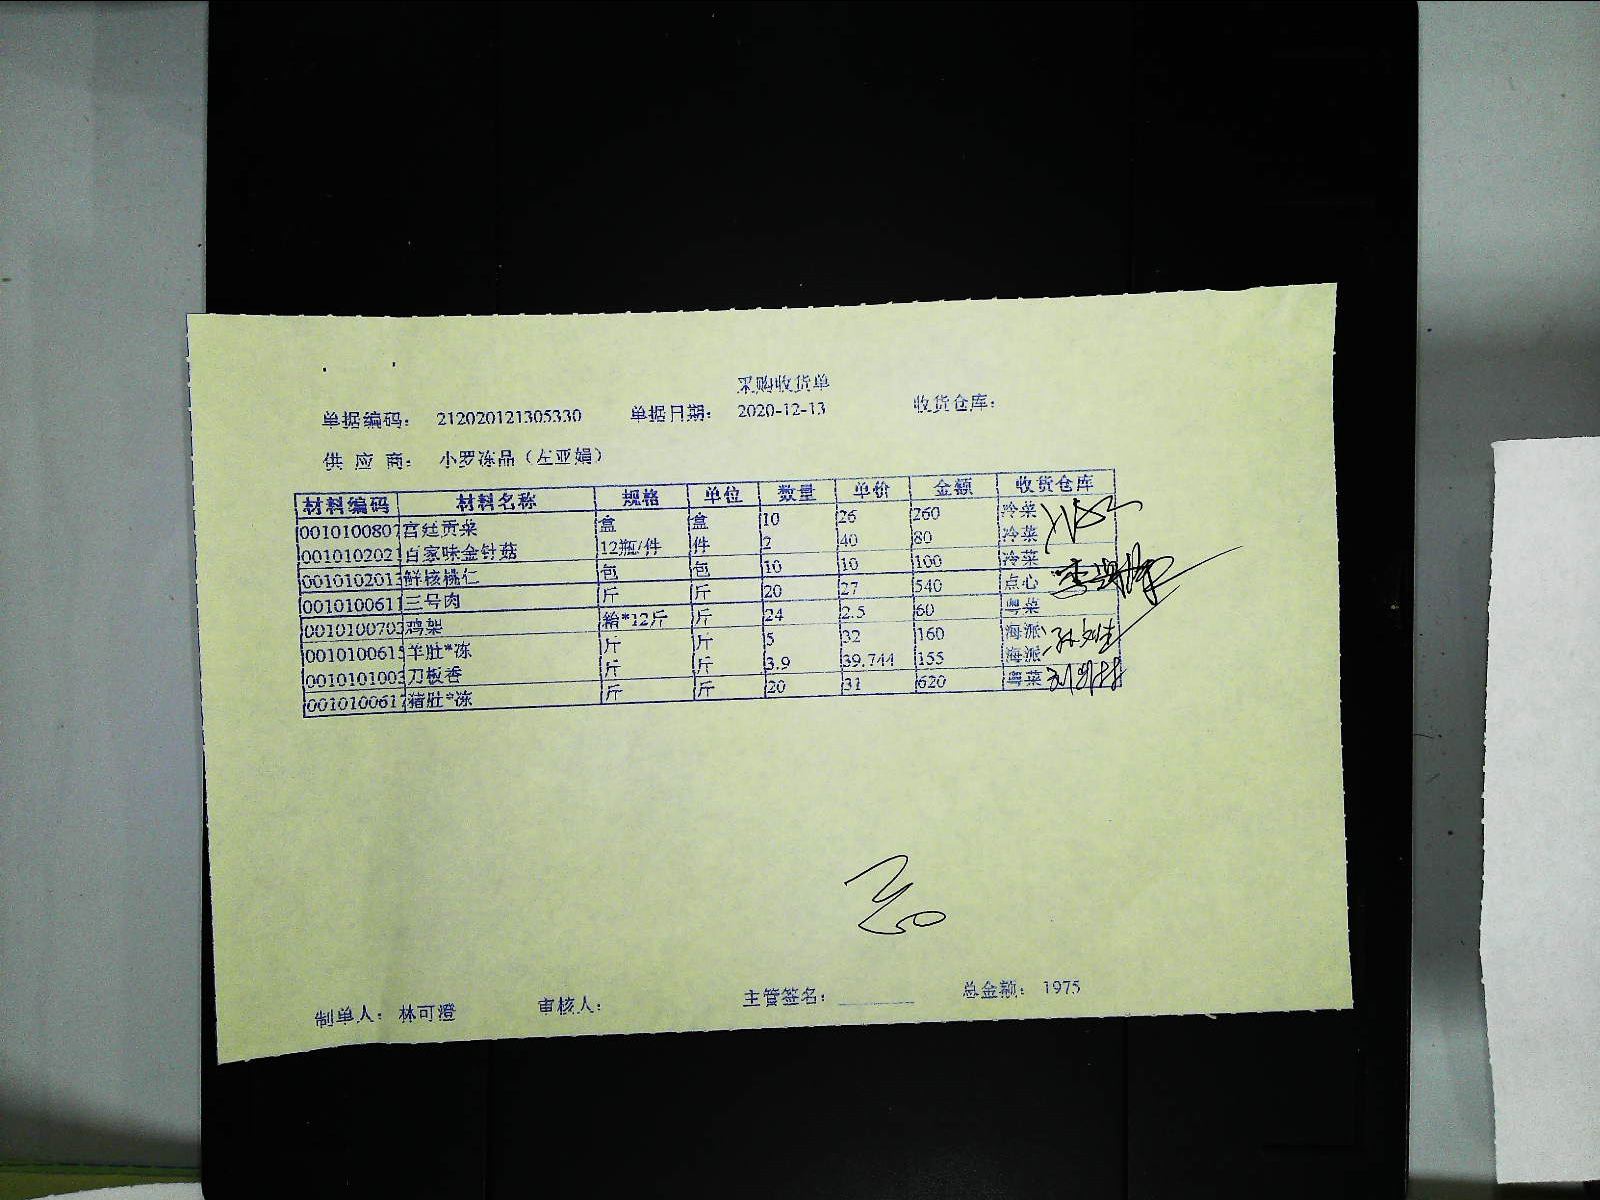 采购收货单
单据编码： 212020121305330 单据日期： 2020-12-13 收货仓库：
供 应 商： 小罗冻品（左亚娟）
材料编码 材料名称 规格 单位 数量 单价 金额 收货仓库
0010100807 宫廷贡菜 盒 盒 10 26 260 冷菜
0010102021 百家味金针菇 12瓶/件 件 2 40 80 冷菜
0010102013 鲜核桃仁 包 包 10 10 100 冷菜
0010100611 三号肉 斤 斤 20 27 540 点心
0010100703 鸡架 箱*12斤 斤 24 2.5 60 粤菜
0010100615 羊肚*冻 斤 斤 5 32 160 海派
0010101003 刀板香 斤 斤 3.9 39.744 155 海派
0010100617 猪肚*冻 斤 斤 20 31 620 粤菜
制单人： 林可澄 审核人： 主管签名： 总金额： 1975